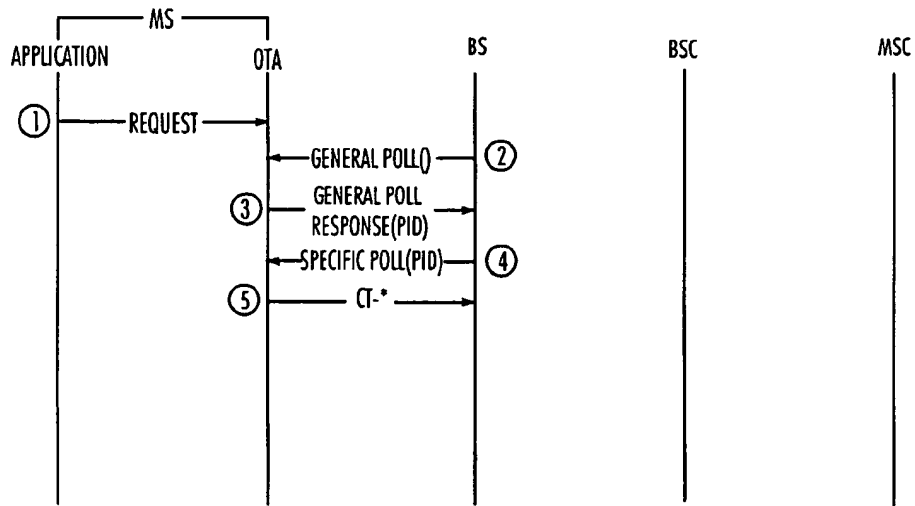 MS
APPLICATION OTA BS BSC MSC
1 REQUEST
GENERAL POLL() 2
3 GENERAL POLL
RESPONSE(PID)
SPECIFIC POLL(PID) 4
5 CT-*